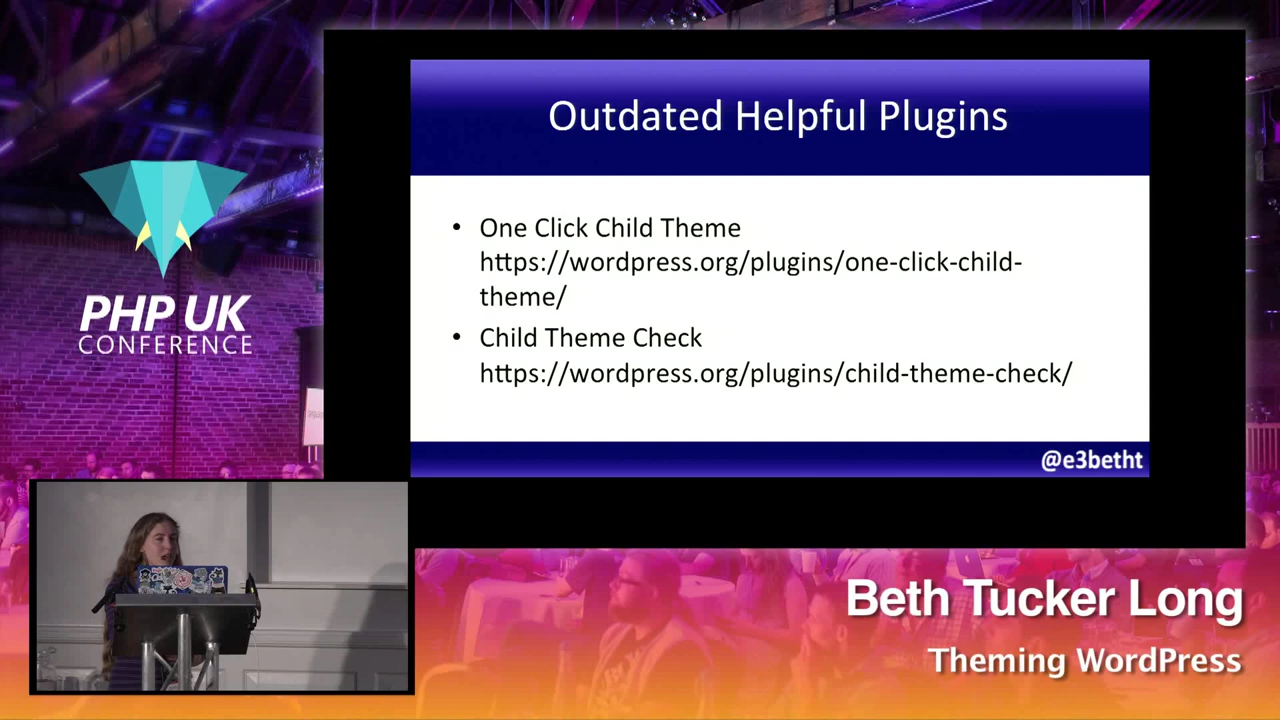 Outdated Helpful Plugins
• One Click Child Theme
https://wordpress.org/plugins/one-click-child-
theme/
• Child Theme Check
https://wordpress.org/plugins/child-theme-check/
@e3betht
PHP UK
CONFERENCE
Beth Tucker Long
Theming WordPress